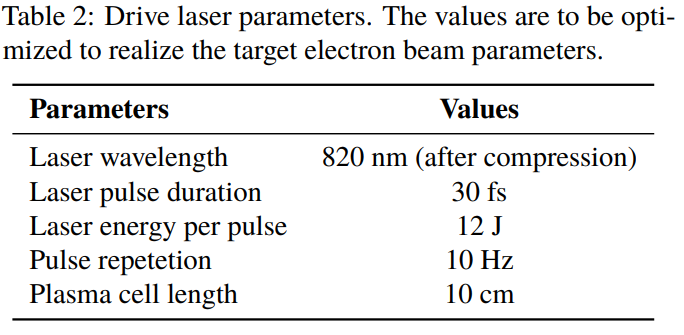 Table 2: Drive laser parameters. The values are to be opti-
mized to realize the target electron beam parameters.
Parameters Values
Laser wavelength 820 nm (after compression)
Laser pulse duration 30 fs
Laser energy per pulse 12 J
Pulse repetetion 10 Hz
Plasma cell length 10 cm